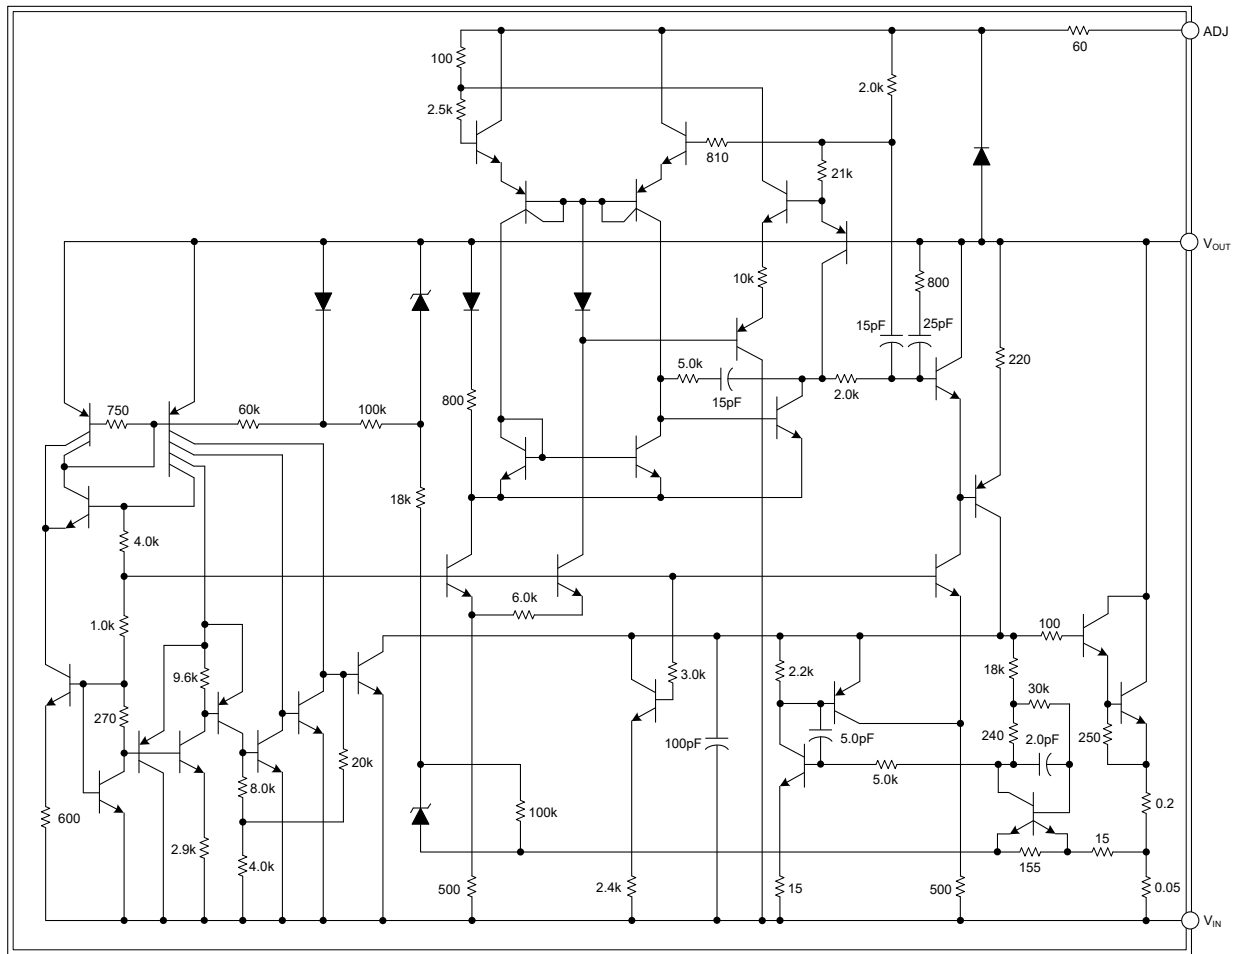 ADJ
60
100
2.0k
2.5k
810
21k
VOUT
10k
800
15pF
25pF
220
5.0k
15pF
2.0k
750
60k
100k
800
18k
4.0k
6.0k
1.0k
100
9.6k
3.0k
2.2k
18k
30k
270
100pF
5.0pF
240
2.0pF
250
20k
5.0k
8.0k
0.2
600
100k
15
2.9k
4.0k
155
500
2.4k
15
500
0.05
VIN